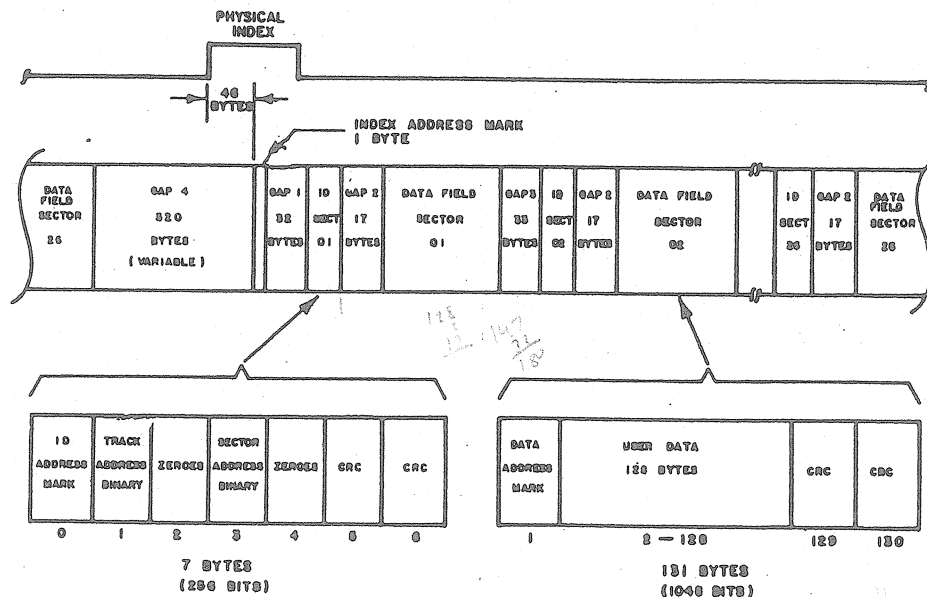 PHYSICAL
INDEX
46
BYTES
INDEX ADDRESS MARK
1 BYTE
DATA
FIELD
SECTOR
26
GAP 4
320
BYTES
(VARIABLE)
GAP 1
32
BYTES
ID
SECT
01
GAP 2
17
BYTES
DATA FIELD
SECTOR
01
GAP3
33
BYTES
ID
SECT
02
GAP 2
17
BYTES
DATA FIELD
SECTOR
02
ID
SECT
26
GAP 2
17
BYTES
DATA
FIELD
SECTOR
26
ID
ADDRESS
MARK
TRACK
ADDRESS
BINARY
ZEROES
SECTOR
ADDRESS
BINARY
ZEROES
CRC
CRC
0 1 2 3 4 5 6
7 BYTES
(256 BITS)
DATA
ADDRESS
MARK
USER DATA
128 BYTES
CRC
CRC
1 2 — 128 129 130
131 BYTES
(1048 BITS)